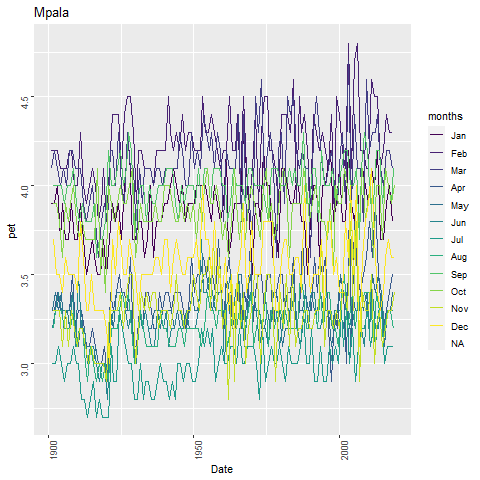 Mpala
pet
4.5
4.0
3.5
3.0
1900
1950
2000
Date
months
Jan
Feb
Mar
Apr
May
Jun
Jul
Aug
Sep
Oct
Nov
Dec
NA